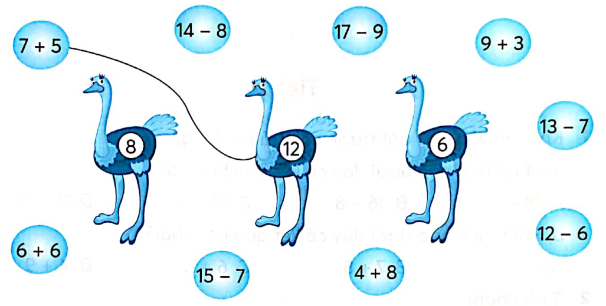 7 + 5
14 – 8
17 – 9
9 + 3
8
12
6
13 – 7
6 + 6
15 – 7
4 + 8
12 – 6